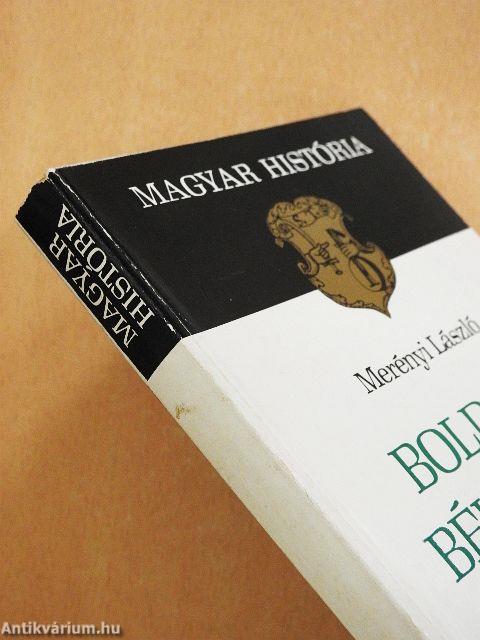 MAGYAR HISTÓRIA
MAGYAR
HISTÓRIA
Merényi László
BOLD
BÉ
Antikvárium.hu